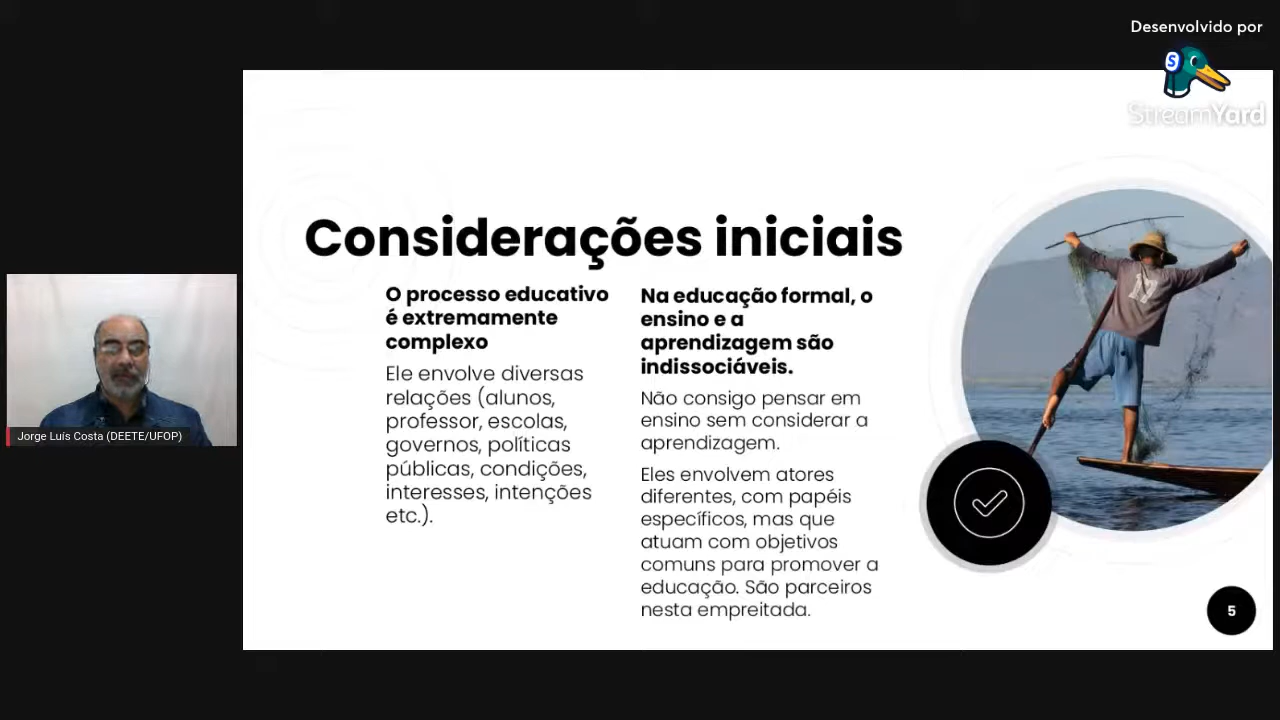 Desenvolvido por
S
StreamYard
Considerações iniciais
O processo educativo
é extremamente
complexo
Ele envolve diversas
relações (alunos,
professor, escolas,
governos, políticas
públicas, condições,
interesses, intenções
etc.).
Na educação formal, o
ensino e a
aprendizagem são
indissociáveis.
Não consigo pensar em
ensino sem considerar a
aprendizagem.
Eles envolvem atores
diferentes, com papéis
específicos, mas que
atuam com objetivos
comuns para promover a
educação. São parceiros
nesta empreitada.
17
5
Jorge Luís Costa (DEETE/UFOP)